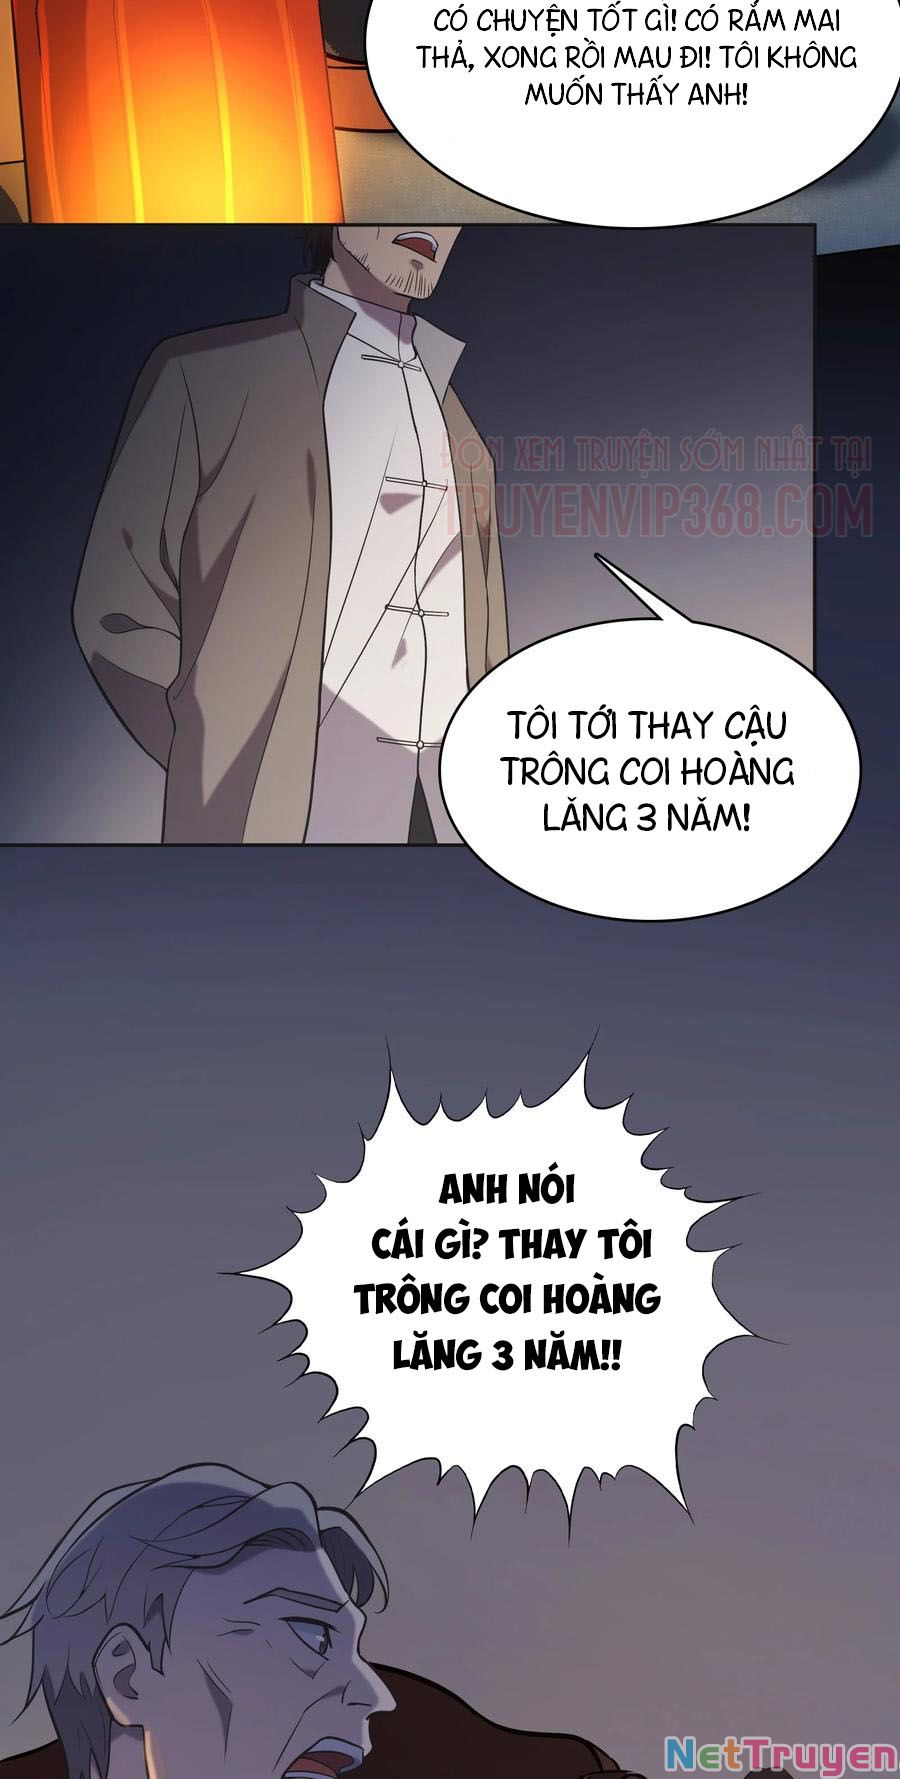 CÓ CHUYỆN TỐT GÌ! CÓ RẮM MAI
THẢ, XONG RỒI MAU ĐI! TÔI KHÔNG
MUỐN THẤY ANH!
ĐÓN XEM TRUYỆN SỚM NHẤT TẠI
TRUYENVIP368.COM
TÔI TỚI THAY CẬU
TRÔNG COI HOÀNG
LĂNG 3 NĂM!
ANH NÓI
CÁI GÌ? THAY TÔI
TRÔNG COI HOÀNG
LĂNG 3 NĂM!!
NetTruyen